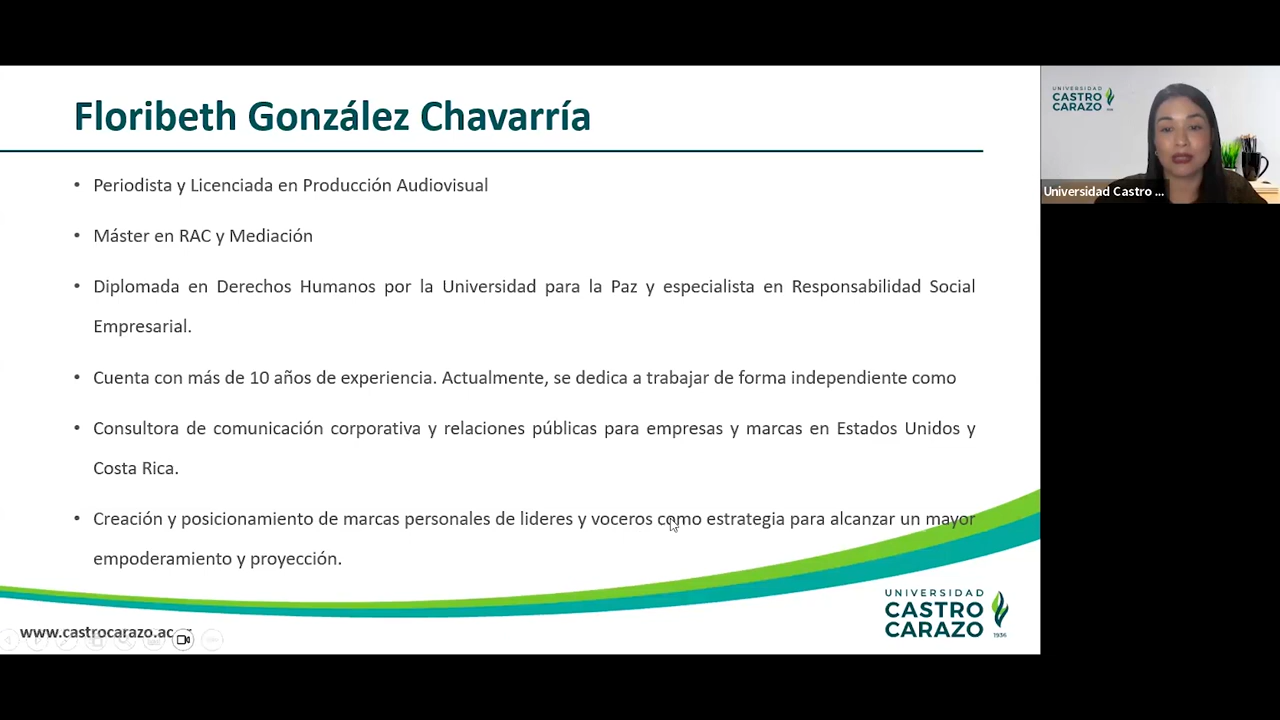 Floribeth González Chavarría
• Periodista y Licenciada en Producción Audiovisual
• Máster en RAC y Mediación
• Diplomada en Derechos Humanos por la Universidad para la Paz y especialista en Responsabilidad Social
Empresarial.
• Cuenta con más de 10 años de experiencia. Actualmente, se dedica a trabajar de forma independiente como
• Consultora de comunicación corporativa y relaciones públicas para empresas y marcas en Estados Unidos y
Costa Rica.
• Creación y posicionamiento de marcas personales de lideres y voceros como estrategia para alcanzar un mayor
empoderamiento y proyección.
www.castrocarazo.ac
UNIVERSIDAD
CASTRO
CARAZO
1936
UNIVERSIDAD
CASTRO
CARAZO
Universidad Castro ...